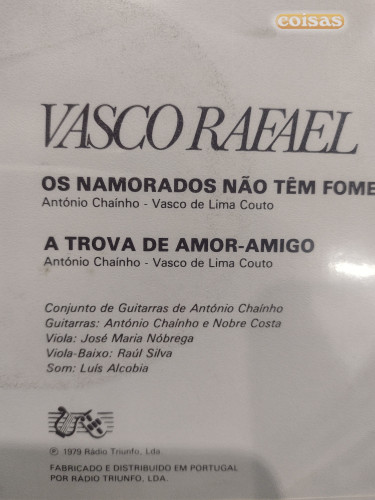 coisas
VASCO RAFAEL
OS NAMORADOS NÃO TÊM FOME
António Chaínho - Vasco de Lima Couto
A TROVA DE AMOR-AMIGO
António Chaínho - Vasco de Lima Couto
Conjunto de Guitarras de António Chaínho
Guitarras: António Chaínho e Nobre Costa
Viola: José Maria Nóbrega
Viola-Baixo: Raúl Silva
Som: Luís Alcobia
℗ 1979 Rádio Triunfo, Lda.
FABRICADO E DISTRIBUIDO EM PORTUGAL
POR RÁDIO TRIUNFO, LDA.